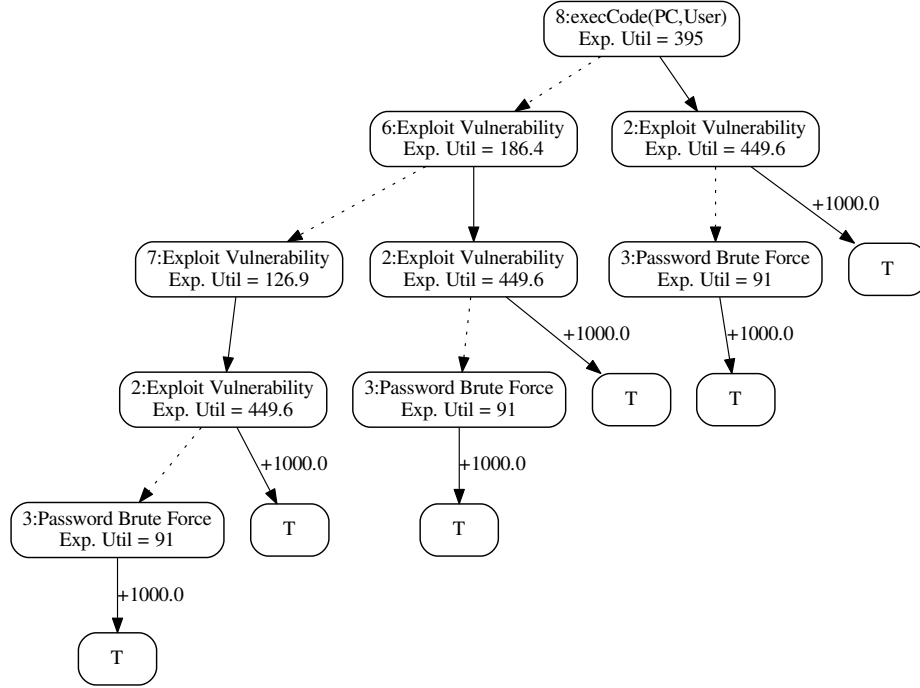 8:execCode(PC,User)
Exp. Util = 395
6:Exploit Vulnerability
Exp. Util = 186.4
2:Exploit Vulnerability
Exp. Util = 449.6
+1000.0
7:Exploit Vulnerability
Exp. Util = 126.9
2:Exploit Vulnerability
Exp. Util = 449.6
3:Password Brute Force
Exp. Util = 91
T
+1000.0
+1000.0
2:Exploit Vulnerability
Exp. Util = 449.6
3:Password Brute Force
Exp. Util = 91
T
T
+1000.0
+1000.0
3:Password Brute Force
Exp. Util = 91
T
T
+1000.0
T